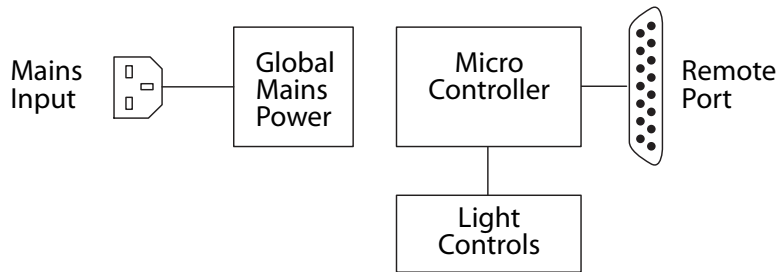 Mains
Input
Global
Mains
Power
Micro
Controller
Remote
Port
Light
Controls